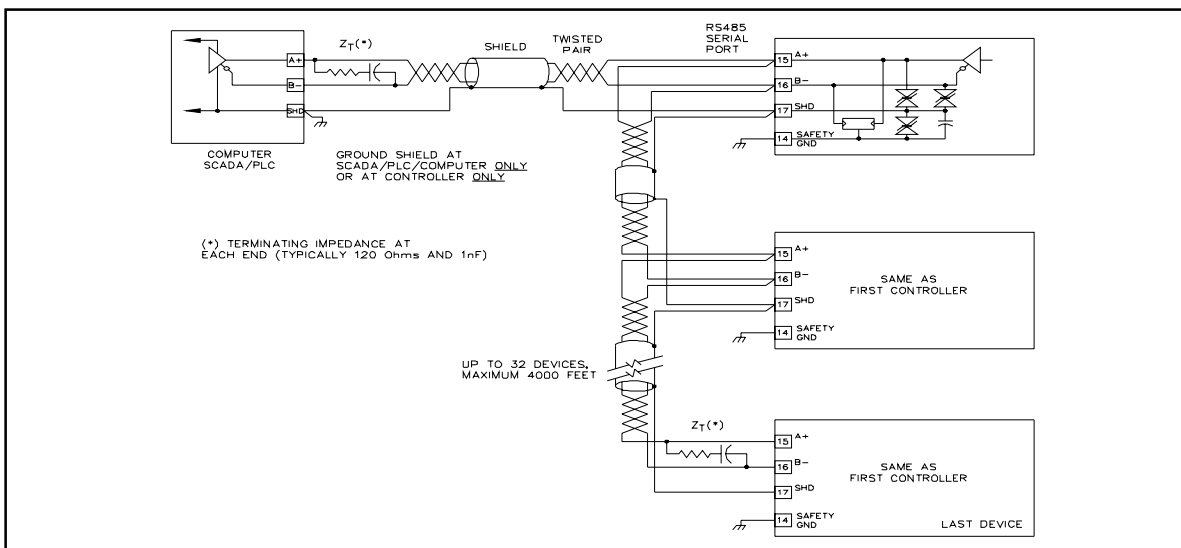 RS485
SERIAL
PORT
Z_T(*)
SHIELD
TWISTED
PAIR
A+
B-
SHD
COMPUTER
SCADA/PLC
GROUND SHIELD AT
SCADA/PLC/COMPUTER ONLY
OR AT CONTROLLER ONLY
15 A+
16 B-
17 SHD
14 SAFETY
GND
(*) TERMINATING IMPEDANCE AT
EACH END (TYPICALLY 120 Ohms AND 1nF)
15 A+
16 B-
17 SHD
14 SAFETY
GND
SAME AS
FIRST CONTROLLER
UP TO 32 DEVICES,
MAXIMUM 4000 FEET
Z_T(*)
15 A+
16 B-
17 SHD
14 SAFETY
GND
SAME AS
FIRST CONTROLLER
LAST DEVICE